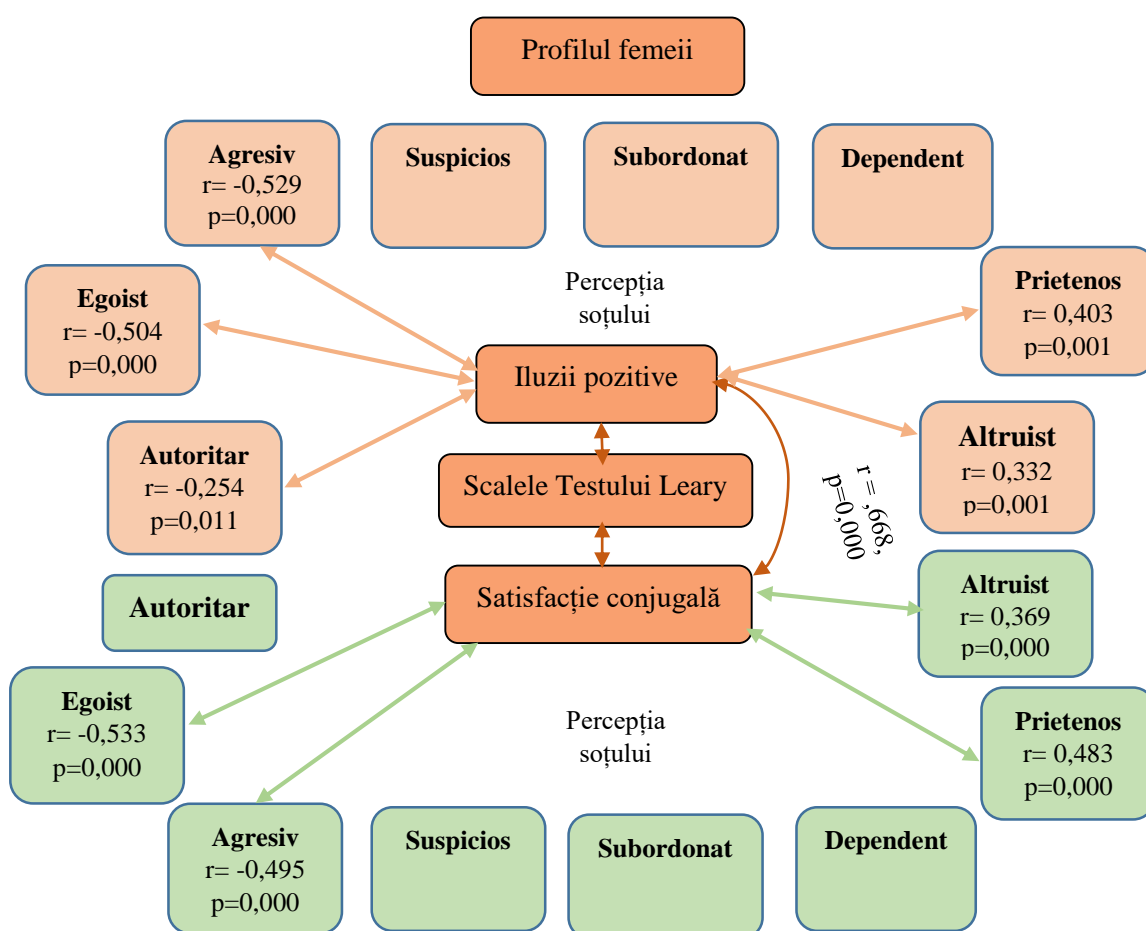 Profilul femeii
Agresiv
r= -0,529
p=0,000
Suspicios
Subordonat
Dependent
Egoist
r= -0,504
p=0,000
Percepția
soțului
Prietenos
r= 0,403
p=0,001
Iluzii pozitive
Autoritar
r= -0,254
p=0,011
Altruist
r= 0,332
p=0,001
Scalele Testului Leary
r = ,668,
p=0,000
Autoritar
Satisfacție conjugală
Altruist
r= 0,369
p=0,000
Egoist
r= -0,533
p=0,000
Percepția
soțului
Prietenos
r= 0,483
p=0,000
Agresiv
r= -0,495
p=0,000
Suspicios
Subordonat
Dependent